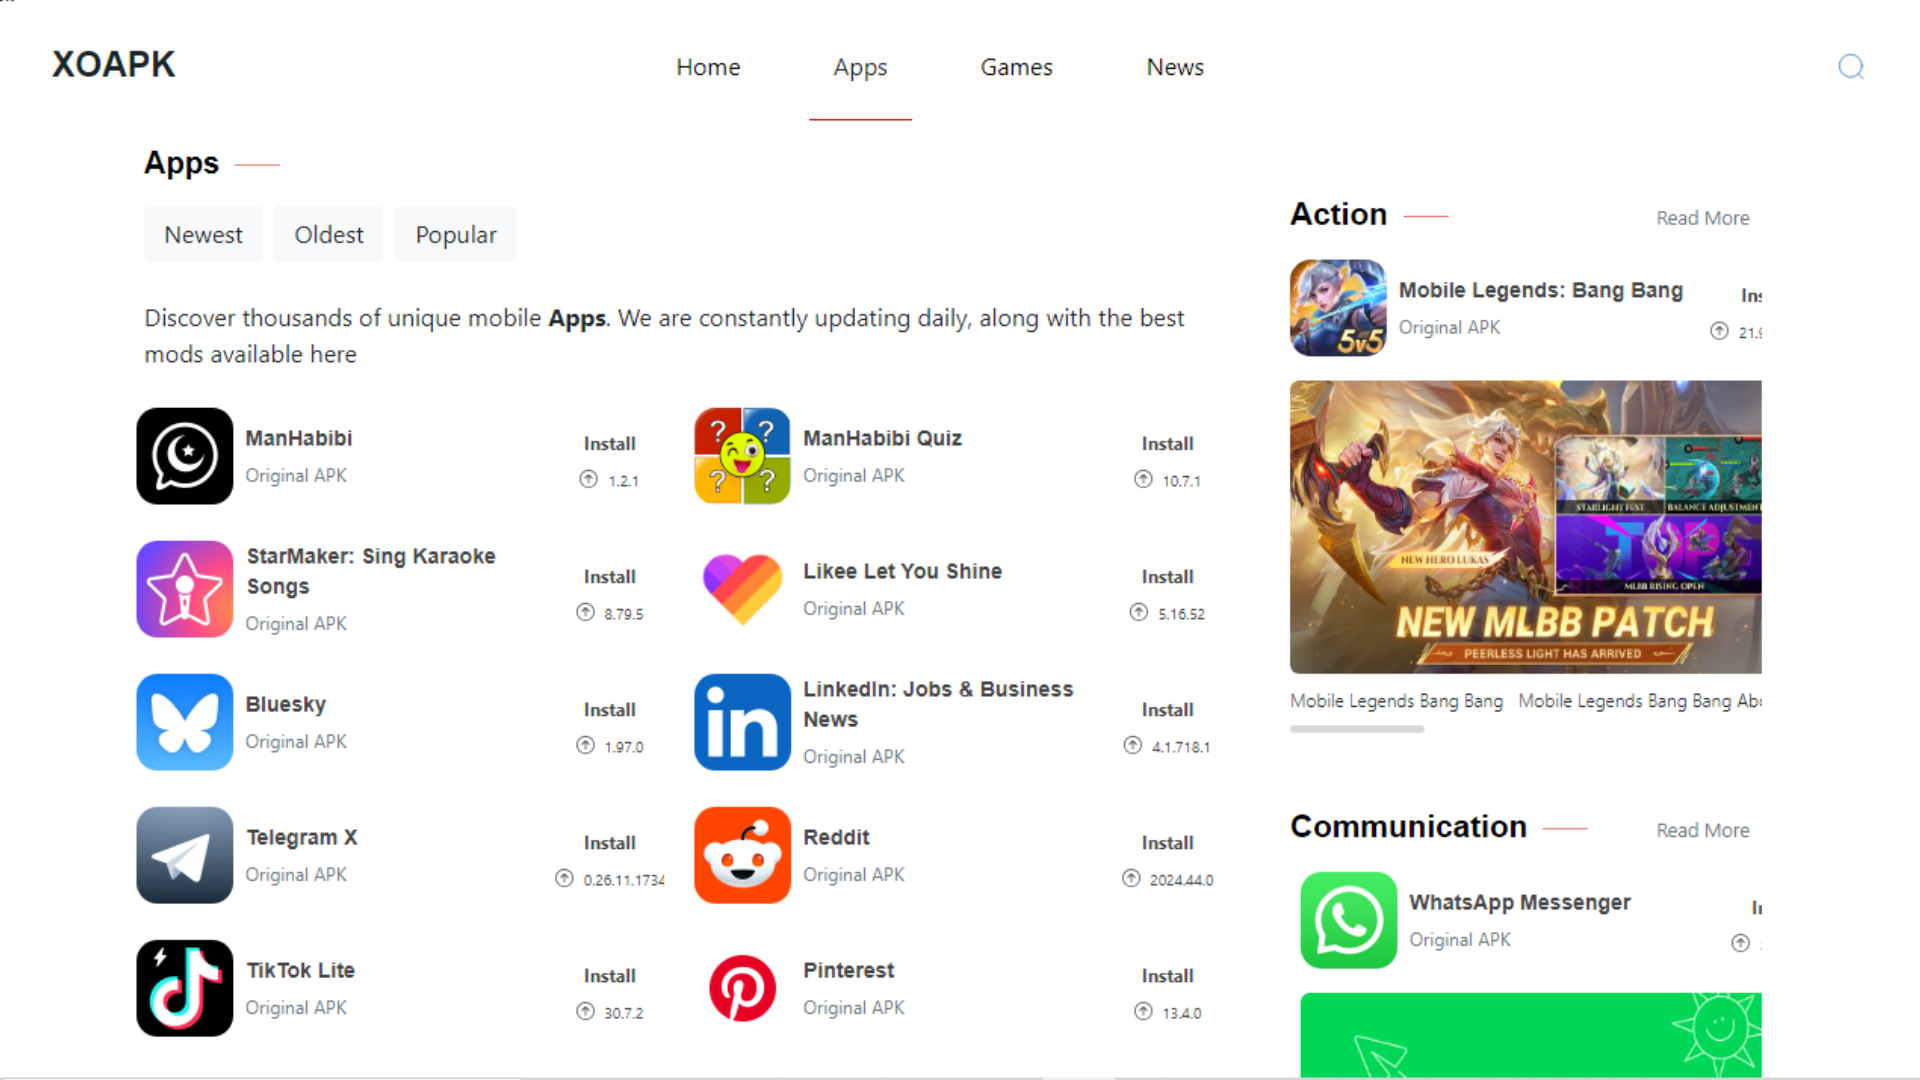 XOAPK
Home
Apps
Games
News
Apps
Newest
Oldest
Popular
Discover thousands of unique mobile Apps. We are constantly updating daily, along with the best
mods available here
ManHabibi
Original APK
Install
1.2.1
ManHabibi Quiz
Original APK
Install
10.7.1
StarMaker: Sing Karaoke
Songs
Original APK
Install
8.79.5
Likee Let You Shine
Original APK
Install
5.16.52
Bluesky
Original APK
Install
1.97.0
in
LinkedIn: Jobs & Business
News
Original APK
Install
4.1.718.1
Telegram X
Original APK
Install
0.26.11.1734
Reddit
Original APK
Install
2024.44.0
TikTok Lite
Original APK
Install
30.7.2
Pinterest
Original APK
Install
13.4.0
Action
Read More
5v5
Mobile Legends: Bang Bang
Original APK
Ins
21.9
STARLIGHT FEST
BALANCE ADJUSTMENT
NEW HERO LUKAS
TOP
MLBB RISING OPEN
NEW MLBB PATCH
PEERLESS LIGHT HAS ARRIVED
Mobile Legends Bang Bang
Mobile Legends Bang Bang Abo
Communication
Read More
WhatsApp Messenger
Original APK